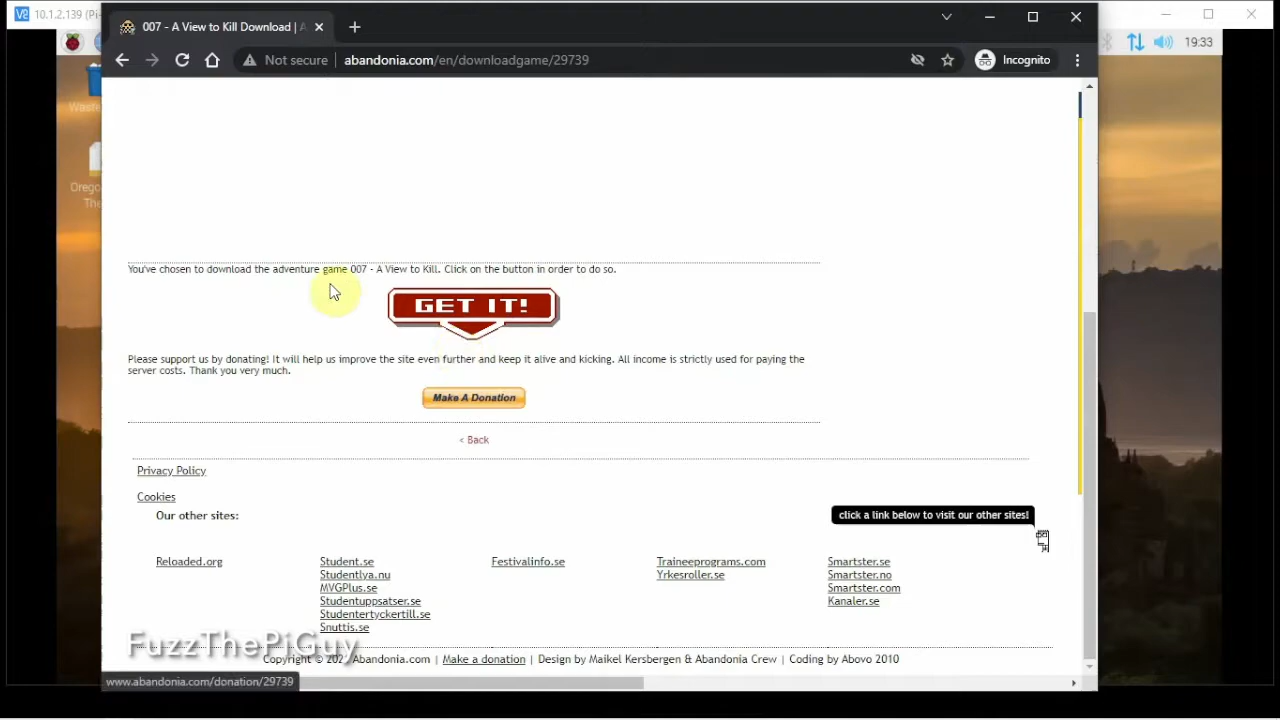 10.1.2.139 (Pi-
19:33
Waste
Orego
The
007 - A View to Kill Download | A
Not secure
abandonia.com/en/downloadgame/29739
Incognito
You've chosen to download the adventure game 007 - A View to Kill. Click on the button in order to do so.
GET IT!
Please support us by donating! It will help us improve the site even further and keep it alive and kicking. All income is strictly used for paying the
server costs. Thank you very much.
Make A Donation
< Back
Privacy Policy
Cookies
Our other sites:
click a link below to visit our other sites!
Reloaded.org
Student.se
Studentlya.nu
MVGPlus.se
Studentuppsatser.se
Studentertyckertill.se
Snuttis.se
Festivalinfo.se
Traineeprograms.com
Yrkesroller.se
Smartster.se
Smartster.no
Smartster.com
Kanaler.se
FuzzThePiGuy
Copyright © Abandonia.com | Make a donation | Design by Maikel Kersbergen & Abandonia Crew | Coding by Abovo 2010
www.abandonia.com/donation/29739